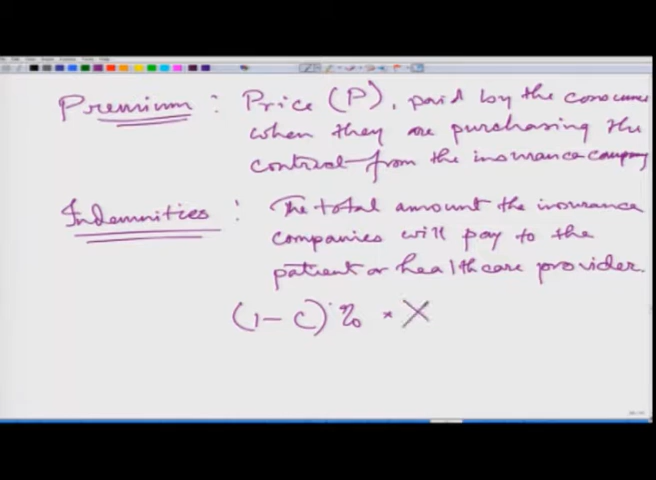 Premium : Price (P), paid by the consumer
when they are purchasing the
contract from the insurance company
Indemnities : The total amount the insurance
companies will pay to the
patient or healthcare provider.
(1-C)% * X